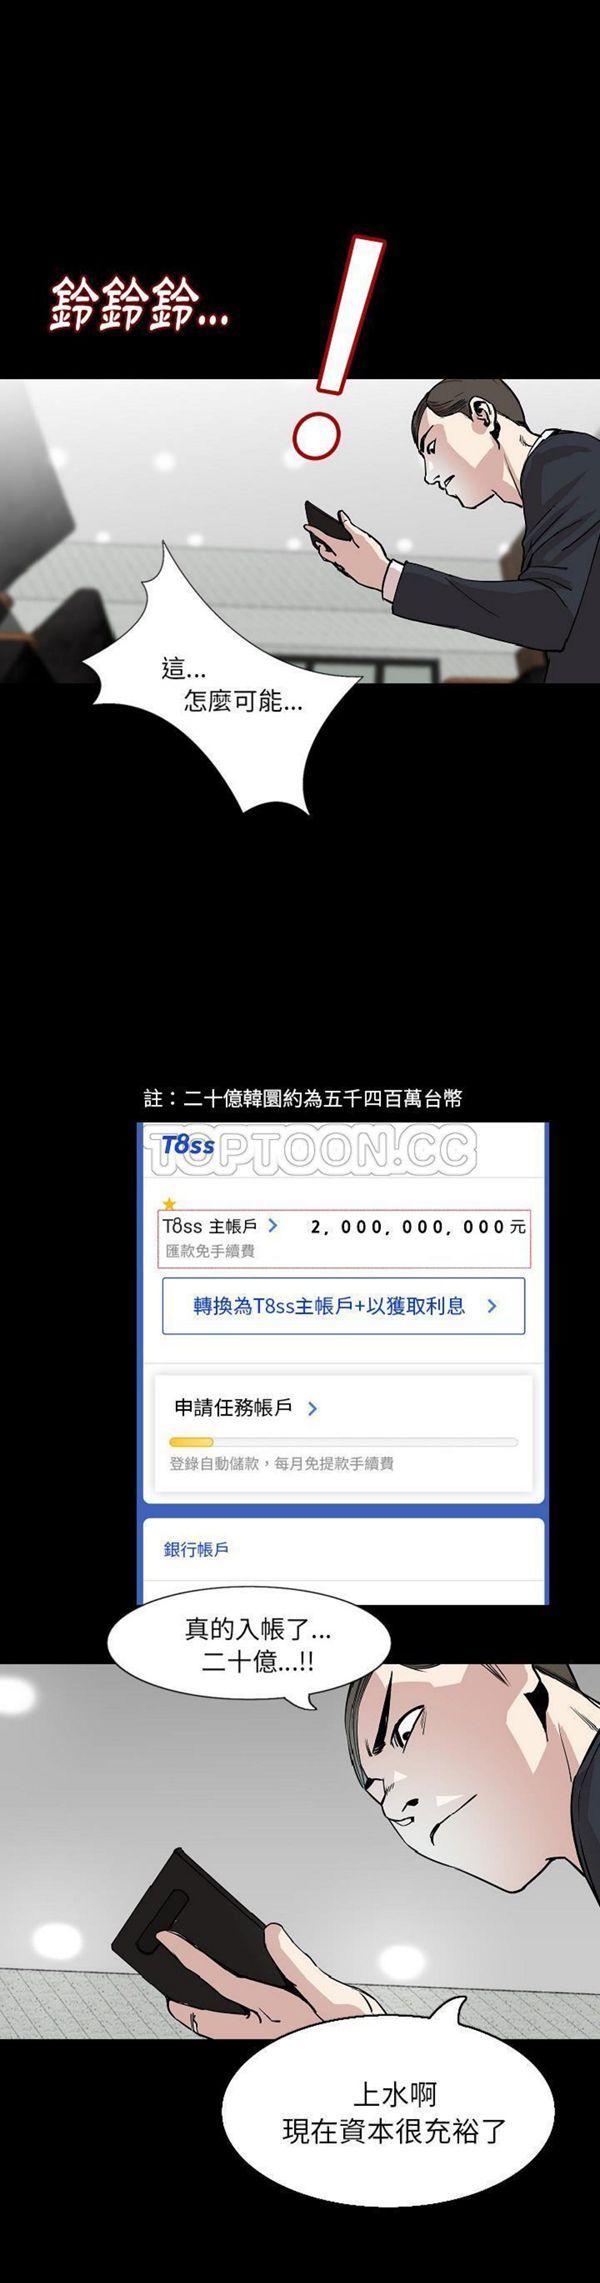 鈴鈴鈴...
!
這...
怎麼可能...
註：二十億韓圜約為五千四百萬台幣
T8ss
TOPTOON.CC
T8ss 主帳戶 > 2,000,000,000元
匯款免手續費
轉換為T8ss主帳戶+以獲取利息 >
申請任務帳戶 >
登錄自動儲款，每月免提款手續費
銀行帳戶
真的入帳了...
二十億...!!
上水啊
現在資本很充裕了